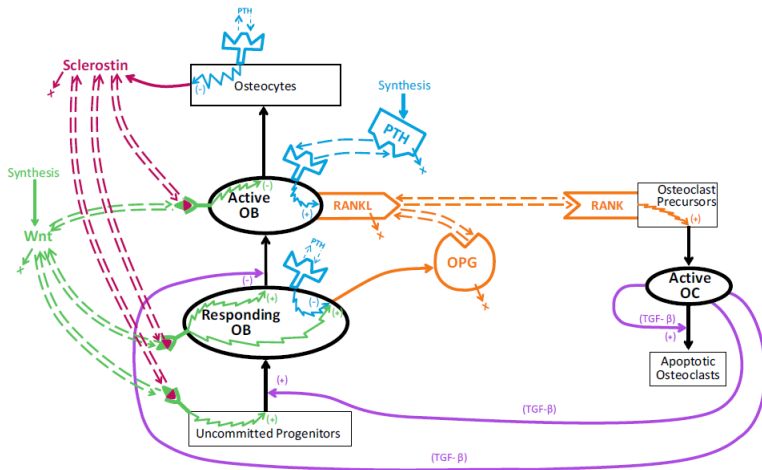 PTH
Sclerostin
(-)
Osteocytes
Synthesis
PTH
Synthesis
(-)
Active
OB
(+)
RANKL
RANK
Osteoclast
Precursors
(+)
Wnt
PTH
(-)
OPG
Responding
OB
(+)
(-)
(+)
Active
OC
(TGF- β)
(+)
Apoptotic
Osteoclasts
(+)
(TGF-β)
(+)
Uncommitted Progenitors
(TGF- β)
x
x
x
x
x